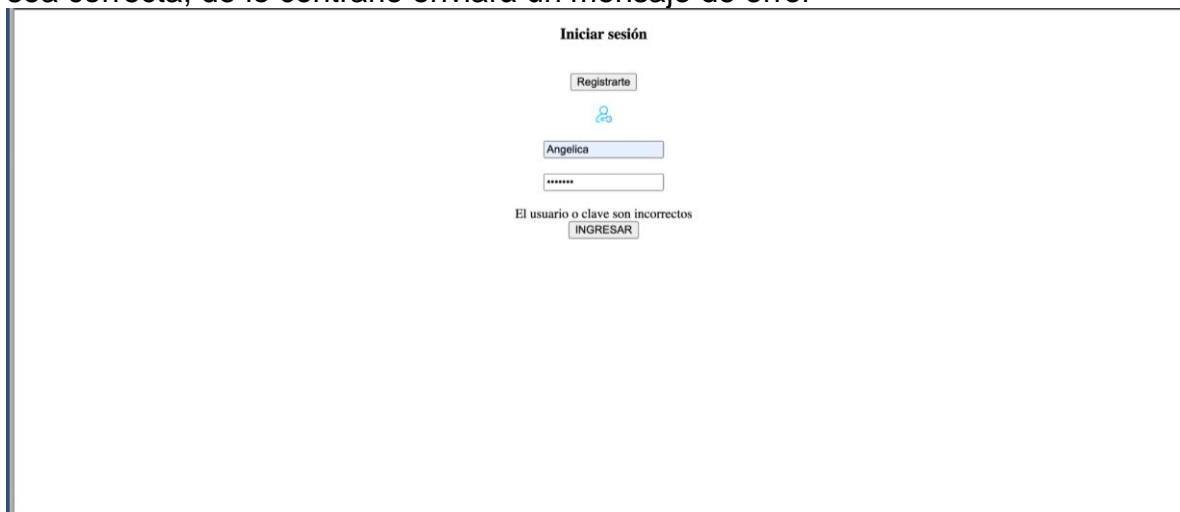 sea correcta, de lo contrario enviará un mensaje de error
Iniciar sesión
Registrarte
Angelica
•••••••
El usuario o clave son incorrectos
INGRESAR